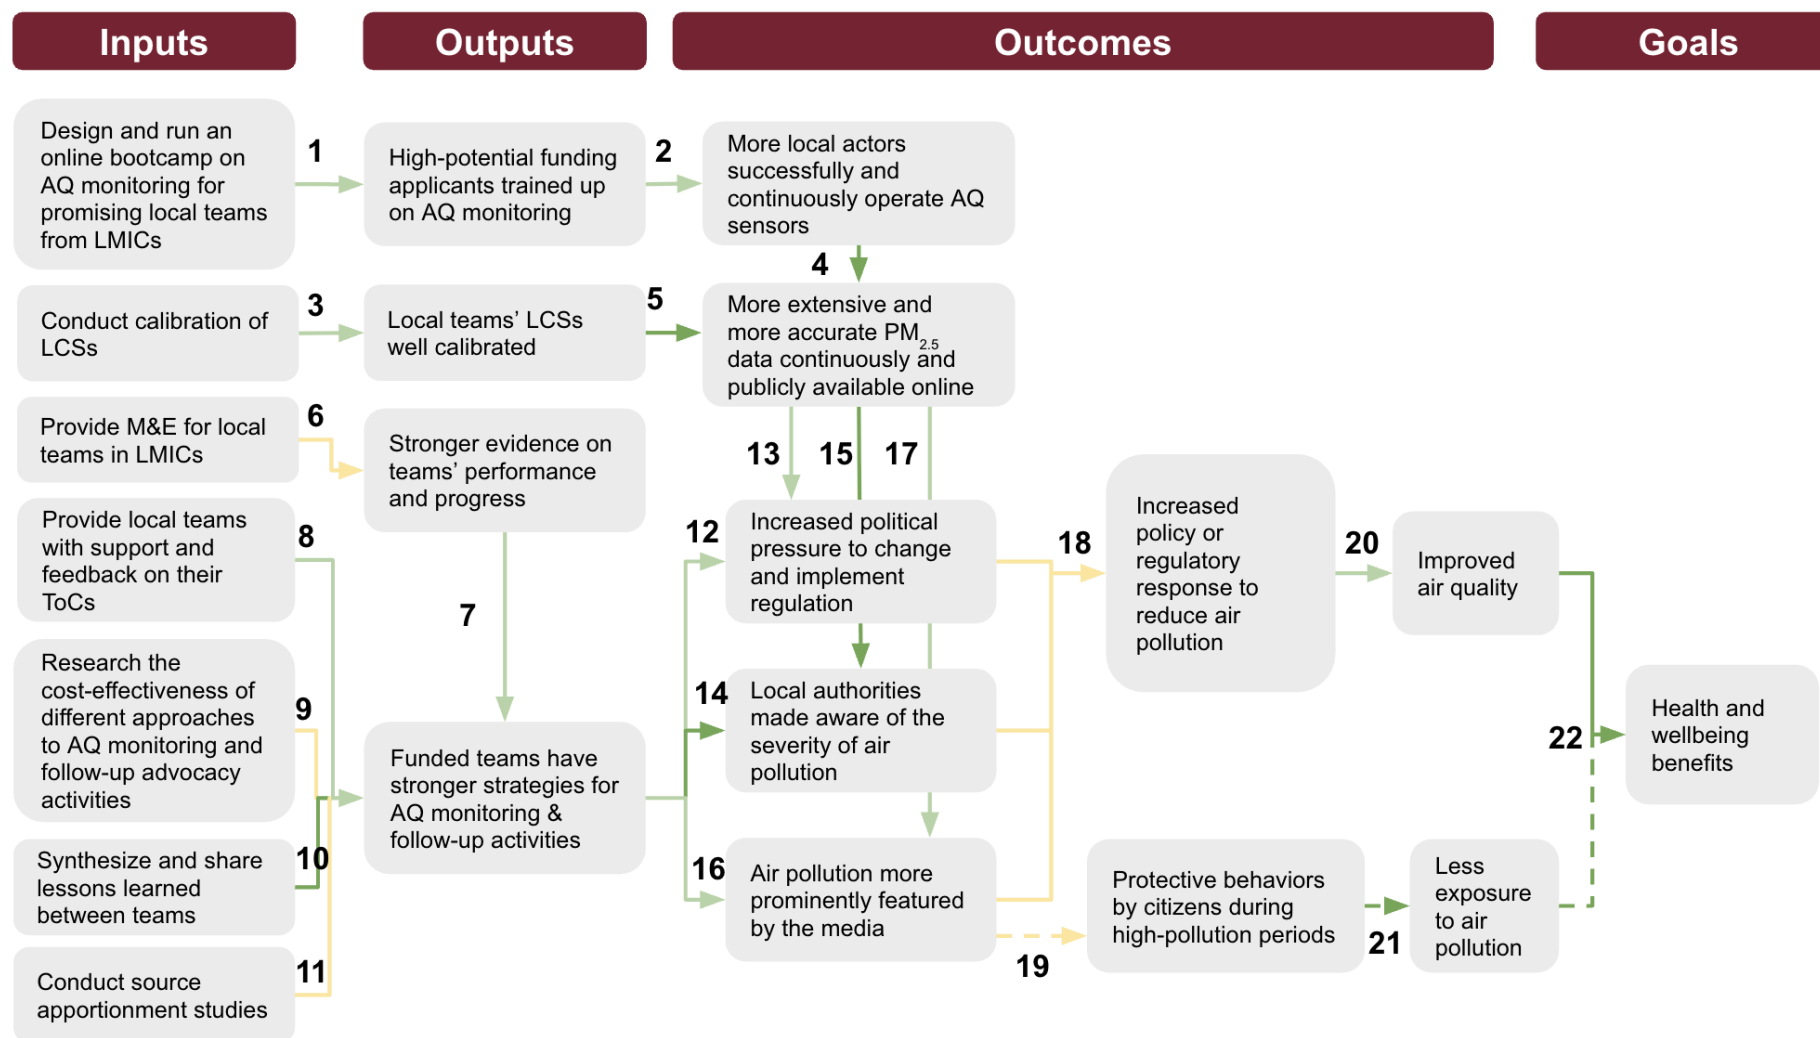 Inputs
Outputs
Outcomes
Goals
Design and run an
online bootcamp on
AQ monitoring for
promising local teams
from LMICs
1
High-potential funding
applicants trained up
on AQ monitoring
2
More local actors
successfully and
continuously operate AQ
sensors
4
Conduct calibration of
LCSs
3
Local teams’ LCSs
well calibrated
5
More extensive and
more accurate PM2.5
data continuously and
publicly available online
Provide M&E for local
teams in LMICs
6
Stronger evidence on
teams’ performance
and progress
13
15
17
Provide local teams
with support and
feedback on their
ToCs
8
7
12
Increased political
pressure to change
and implement
regulation
18
Increased
policy or
regulatory
response to
reduce air
pollution
20
Improved
air quality
Research the
cost-effectiveness of
different approaches
to AQ monitoring and
follow-up advocacy
activities
9
Funded teams have
stronger strategies for
AQ monitoring &
follow-up activities
14
Local authorities
made aware of the
severity of air
pollution
22
Health and
wellbeing
benefits
Synthesize and share
lessons learned
between teams
10
16
Air pollution more
prominently featured
by the media
19
Protective behaviors
by citizens during
high-pollution periods
21
Less
exposure
to air
pollution
Conduct source
apportionment studies
11